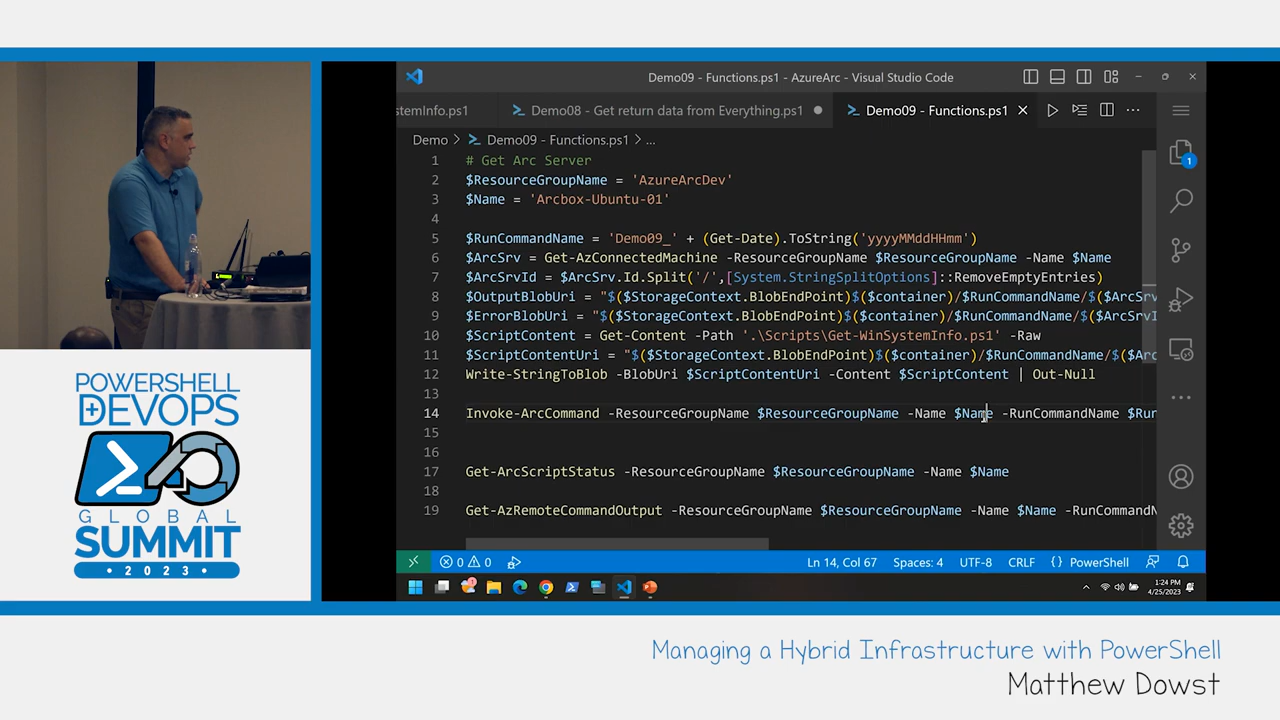 Demo09 - Functions.ps1 - AzureArc - Visual Studio Code
stemInfo.ps1
Demo08 - Get return data from Everything.ps1
Demo09 - Functions.ps1
Demo > Demo09 - Functions.ps1 > ...
1 # Get Arc Server
2 $ResourceGroupName = 'AzureArcDev'
3 $Name = 'Arcbox-Ubuntu-01'
4
5 $RunCommandName = 'Demo09_' + (Get-Date).ToString('yyyyMMddHHmm')
6 $ArcSrv = Get-AzConnectedMachine -ResourceGroupName $ResourceGroupName -Name $Name
7 $ArcSrvId = $ArcSrv.Id.Split('/',[System.StringSplitOptions]::RemoveEmptyEntries)
8 $OutputBlobUri = "$($StorageContext.BlobEndPoint)$($container)/$RunCommandName/$($ArcSrv
9 $ErrorBlobUri = "$($StorageContext.BlobEndPoint)$($container)/$RunCommandName/$($ArcSrvI
10 $ScriptContent = Get-Content -Path '.\Scripts\Get-WinSystemInfo.ps1' -Raw
11 $ScriptContentUri = "$($StorageContext.BlobEndPoint)$($container)/$RunCommandName/$($Arc
12 Write-StringToBlob -BlobUri $ScriptContentUri -Content $ScriptContent | Out-Null
13
14 Invoke-ArcCommand -ResourceGroupName $ResourceGroupName -Name $Name -RunCommandName $Run
15
16
17 Get-ArcScriptStatus -ResourceGroupName $ResourceGroupName -Name $Name
18
19 Get-AzRemoteCommandOutput -ResourceGroupName $ResourceGroupName -Name $Name -RunCommandN
1
0 0
Ln 14, Col 67 Spaces: 4 UTF-8 CRLF {} PowerShell
1:24 PM
4/25/2023
POWERSHELL
+DEVOPS
GLOBAL
SUMMIT
• 2023 •
Managing a Hybrid Infrastructure with PowerShell
Matthew Dowst